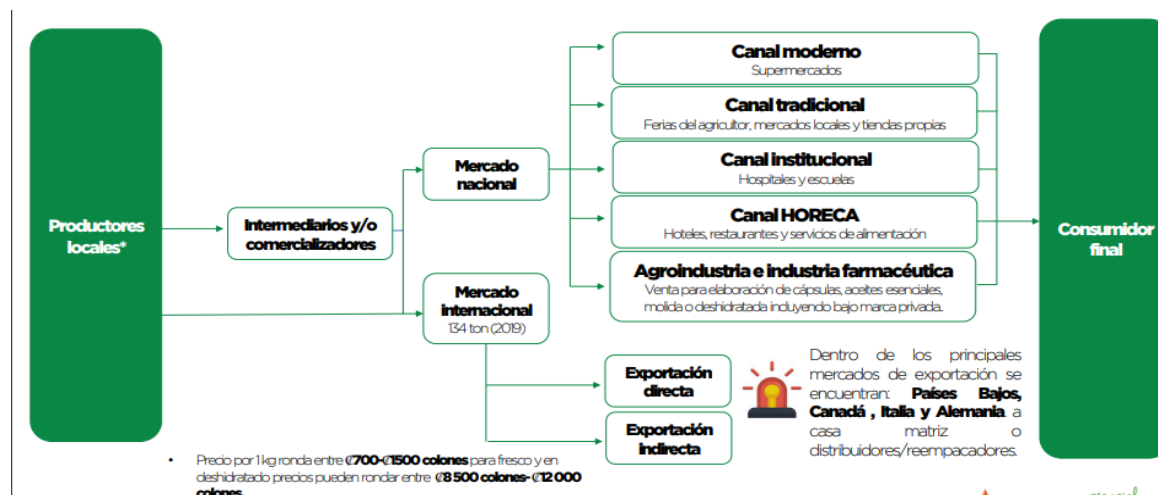 Productores
locales*
Intermediarios y/o
comercializadores
Mercado
nacional
Mercado
internacional
134 ton (2019)
Canal moderno
Supermercados
Canal tradicional
Ferias del agricultor, mercados locales y tiendas propias
Canal institucional
Hospitales y escuelas
Canal HORECA
Hoteles, restaurantes y servicios de alimentación
Agroindustria e industria farmacéutica
Venta para elaboración de cápsulas, aceites esenciales,
molida o deshidratada incluyendo bajo marca privada.
Consumidor
final
Exportación
directa
Exportación
indirecta
Dentro de los principales
mercados de exportación se
encuentran: Países Bajos,
Canadá , Italia y Alemania a
casa matriz o
distribuidores/reempacadores.
• Precio por 1 kg ronda entre ₡700-₡1500 colones para fresco y en
deshidratado precios pueden rondar entre ₡8 500 colones- ₡12 000
colones